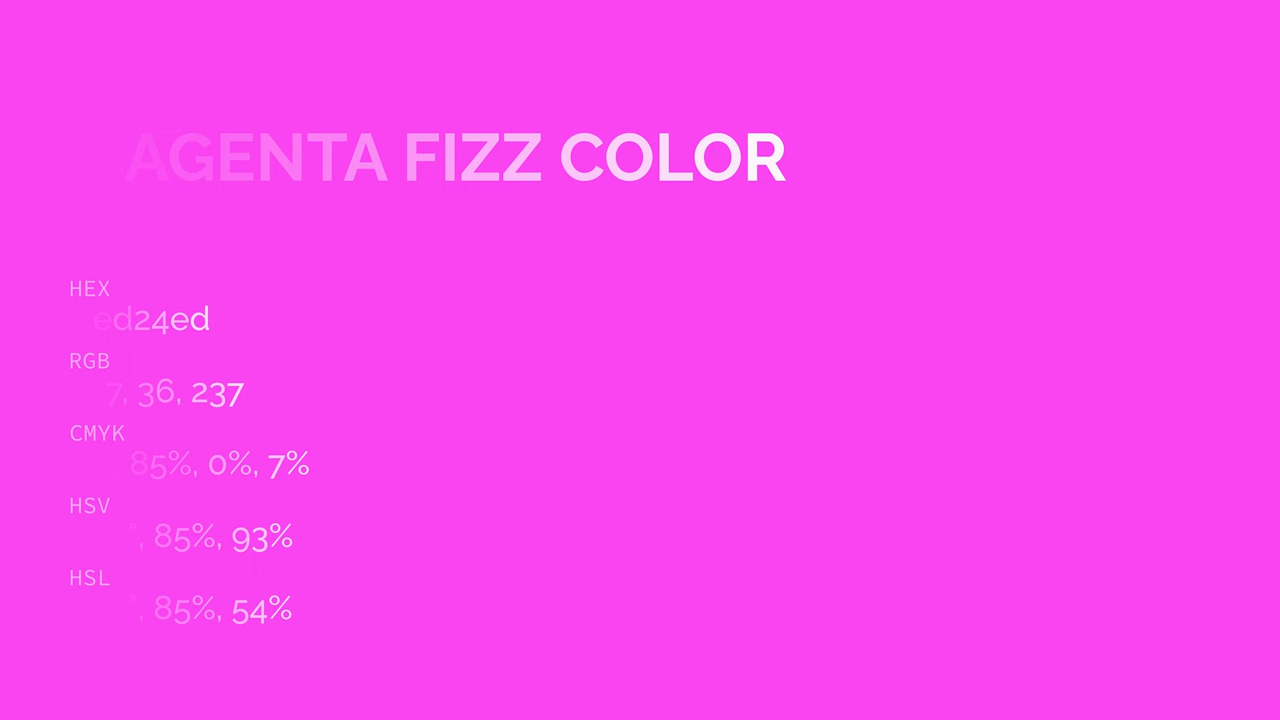 AGENTA FIZZ COLOR
HEX
ed24ed
RGB
7, 36, 237
CMYK
, 85%, 0%, 7%
HSV
°, 85%, 93%
HSL
°, 85%, 54%